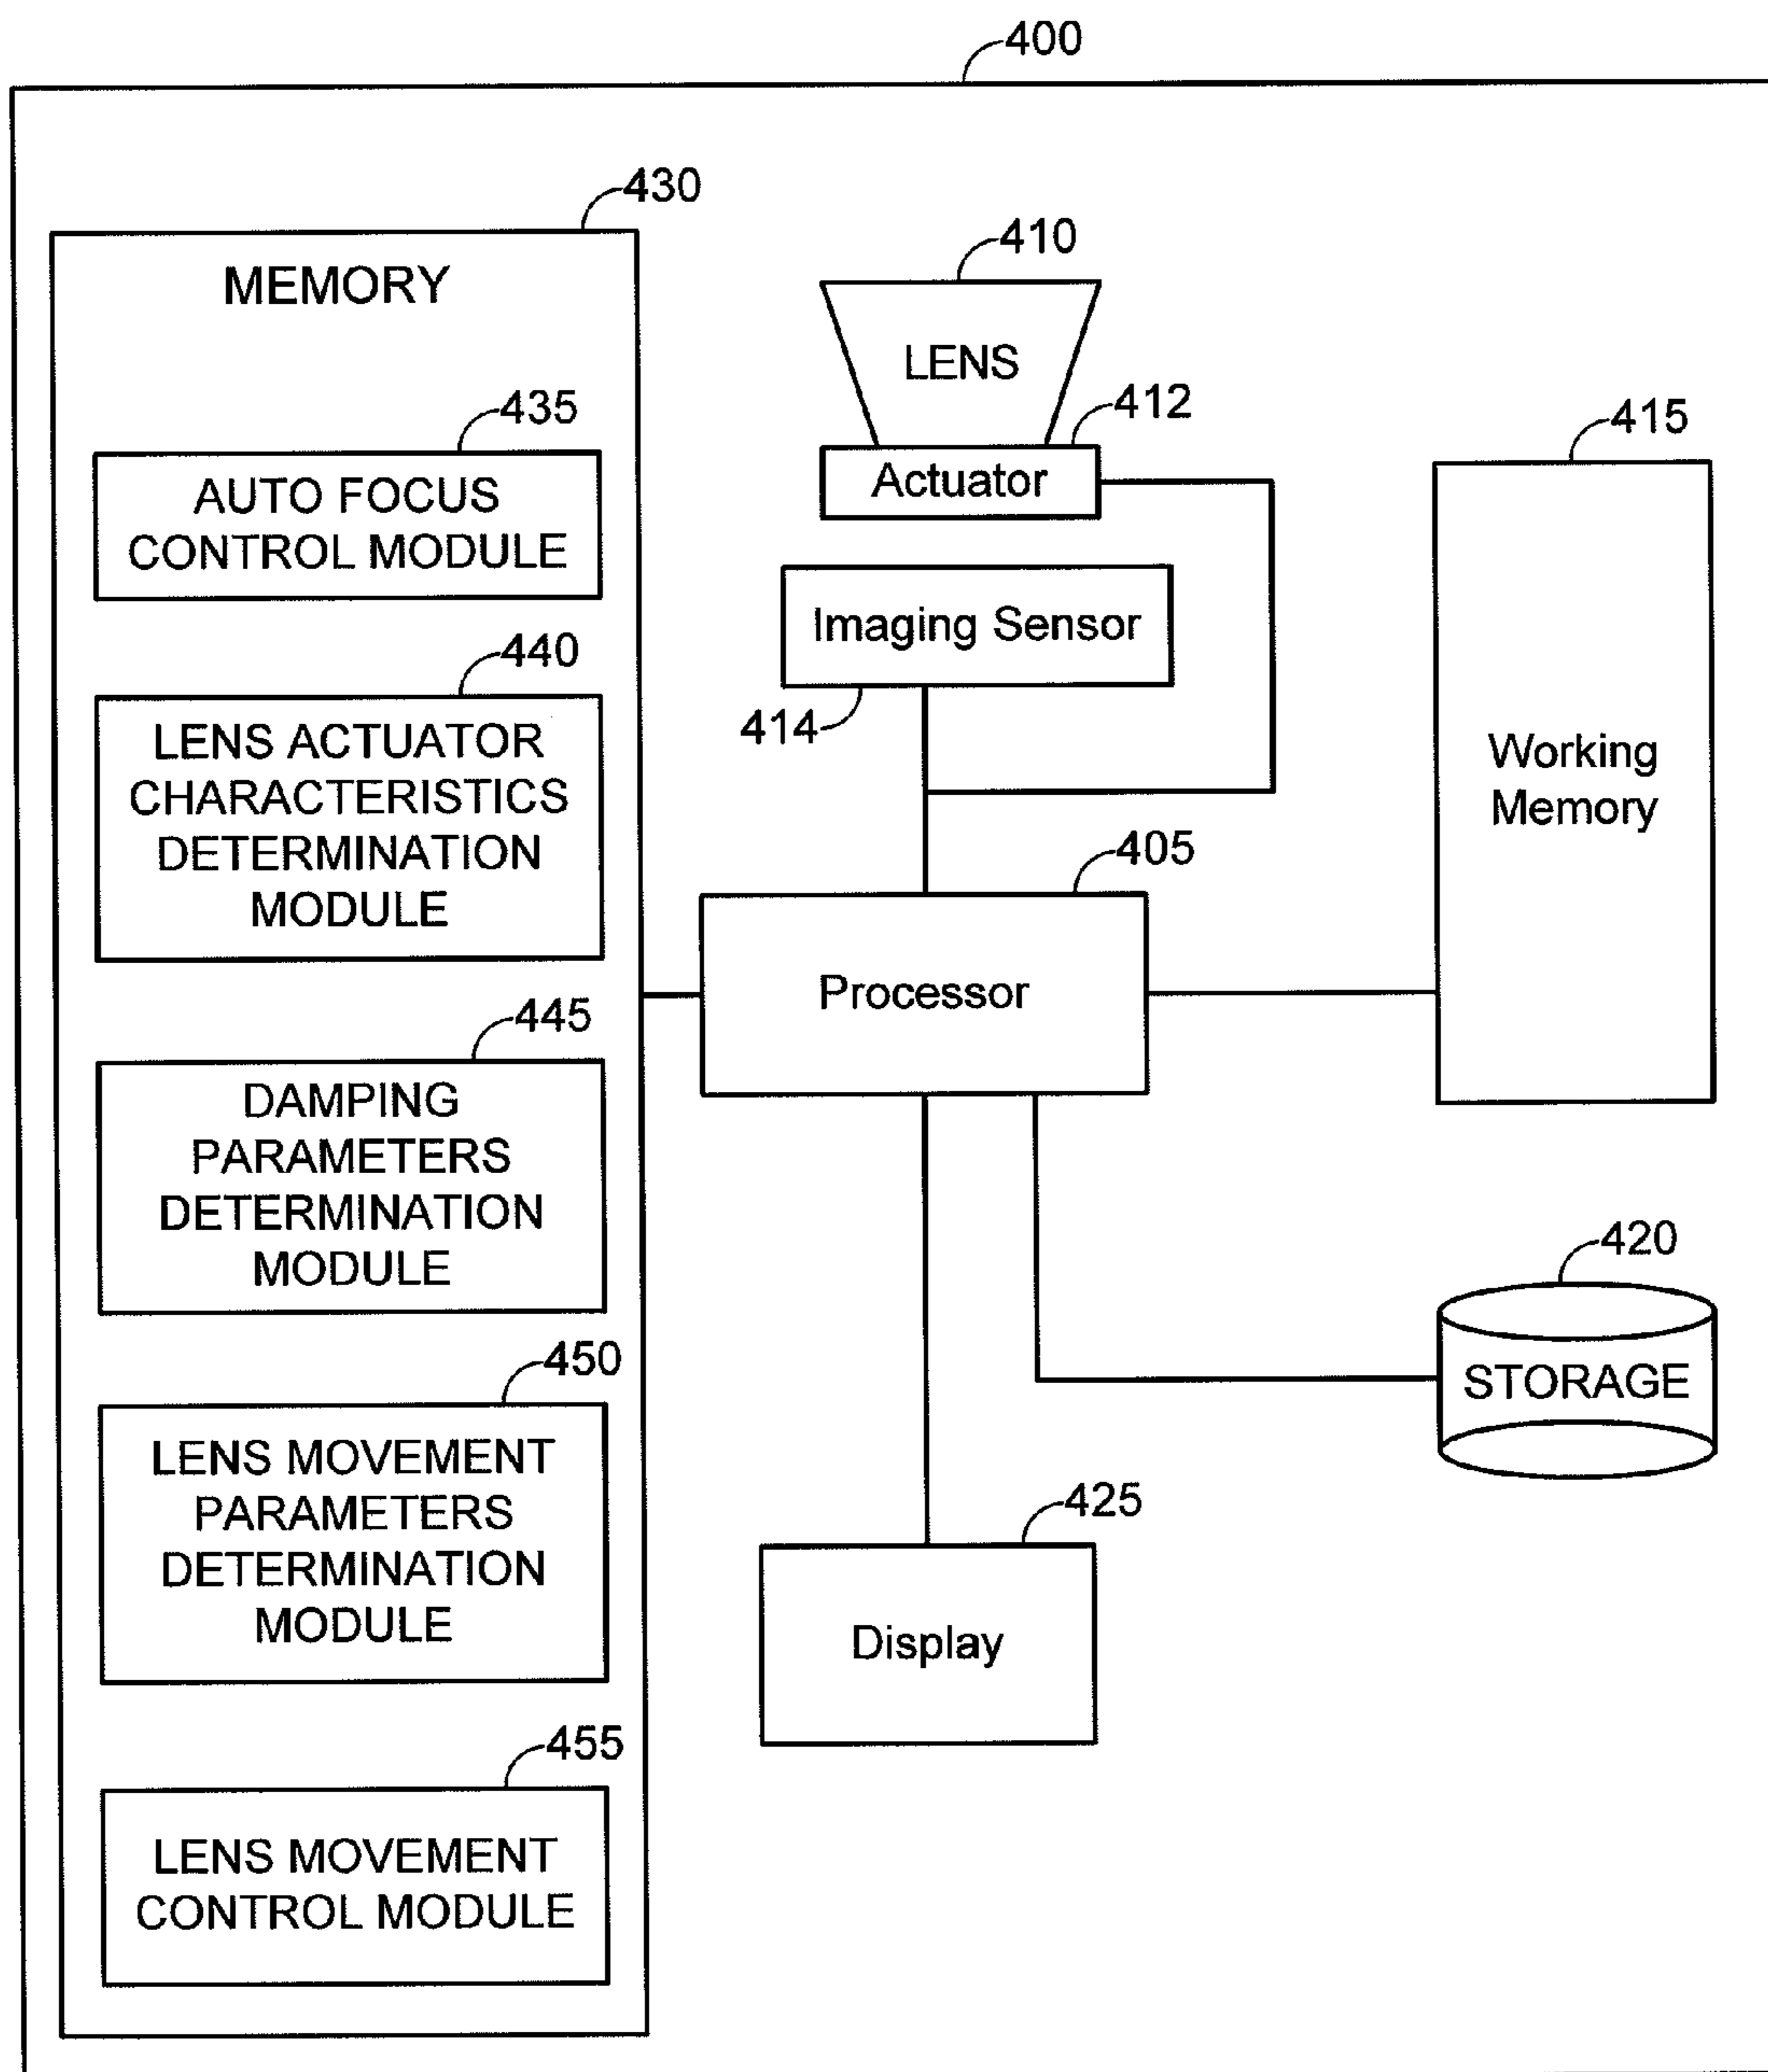 400
430
MEMORY
435
AUTO FOCUS
CONTROL MODULE
440
LENS ACTUATOR
CHARACTERISTICS
DETERMINATION
MODULE
445
DAMPING
PARAMETERS
DETERMINATION
MODULE
450
LENS MOVEMENT
PARAMETERS
DETERMINATION
MODULE
455
LENS MOVEMENT
CONTROL MODULE
410
LENS
412
Actuator
Imaging Sensor
414
415
Working
Memory
405
Processor
420
STORAGE
425
Display